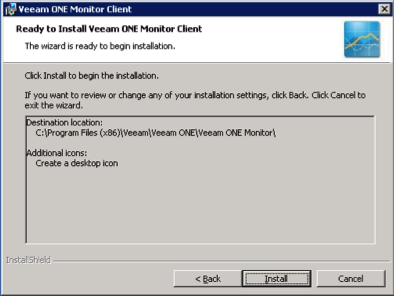 Veeam ONE Monitor Client
Ready to Install Veeam ONE Monitor Client
The wizard is ready to begin installation.
Click Install to begin the installation.
If you want to review or change any of your installation settings, click Back. Click Cancel to
exit the wizard.
Destination location:
C:\Program Files (x86)\Veeam\Veeam ONE\Veeam ONE Monitor\
Additional icons:
Create a desktop icon
InstallShield
< Back
Install
Cancel